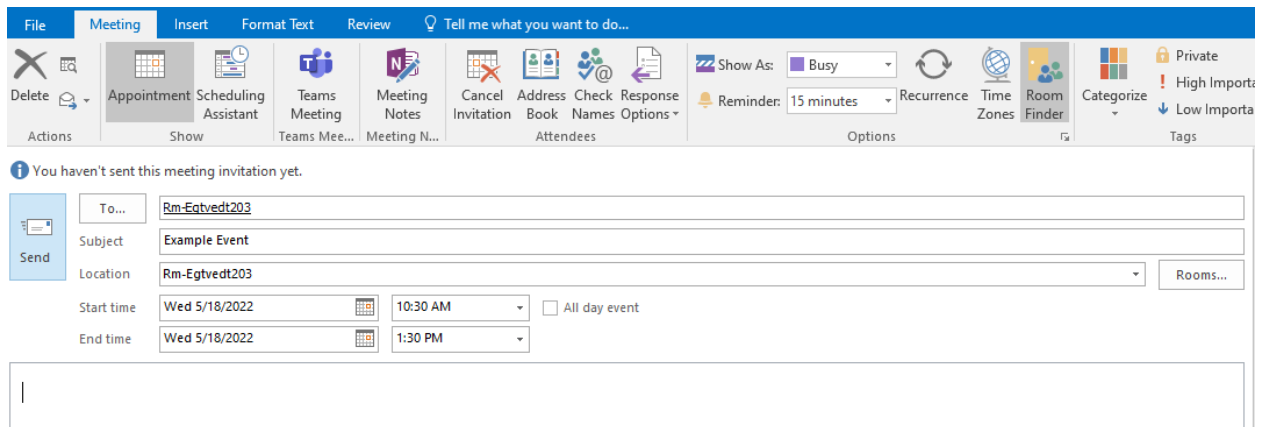 File Meeting Insert Format Text Review Tell me what you want to do...
Delete
Actions
Appointment Scheduling Assistant
Show
Teams Meeting
Teams Mee...
Meeting Notes
Meeting N...
Cancel Invitation Address Book Check Names Response Options
Attendees
Show As: Busy
Reminder: 15 minutes
Recurrence Time Zones Room Finder
Options
Categorize
Private
High Importa
Low Importa
Tags
You haven't sent this meeting invitation yet.
Send
To... Rm-Egtvedt203
Subject Example Event
Location Rm-Egtvedt203 Rooms...
Start time Wed 5/18/2022 10:30 AM All day event
End time Wed 5/18/2022 1:30 PM